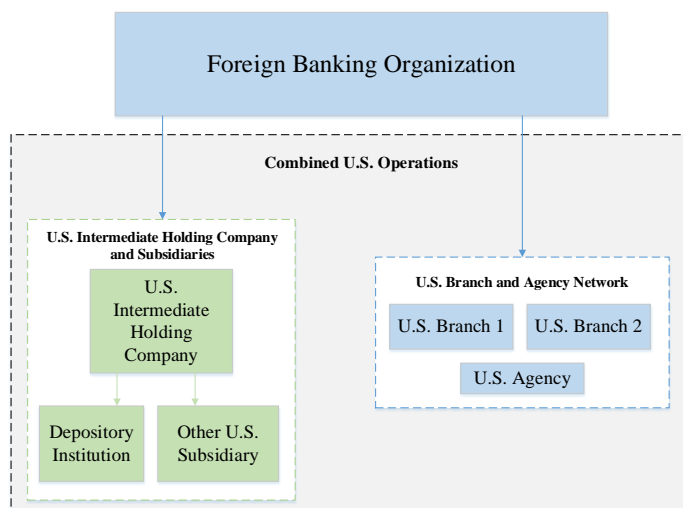 Foreign Banking Organization
Combined U.S. Operations
U.S. Intermediate Holding Company
and Subsidiaries
U.S.
Intermediate
Holding
Company
Depository
Institution
Other U.S.
Subsidiary
U.S. Branch and Agency Network
U.S. Branch 1
U.S. Branch 2
U.S. Agency